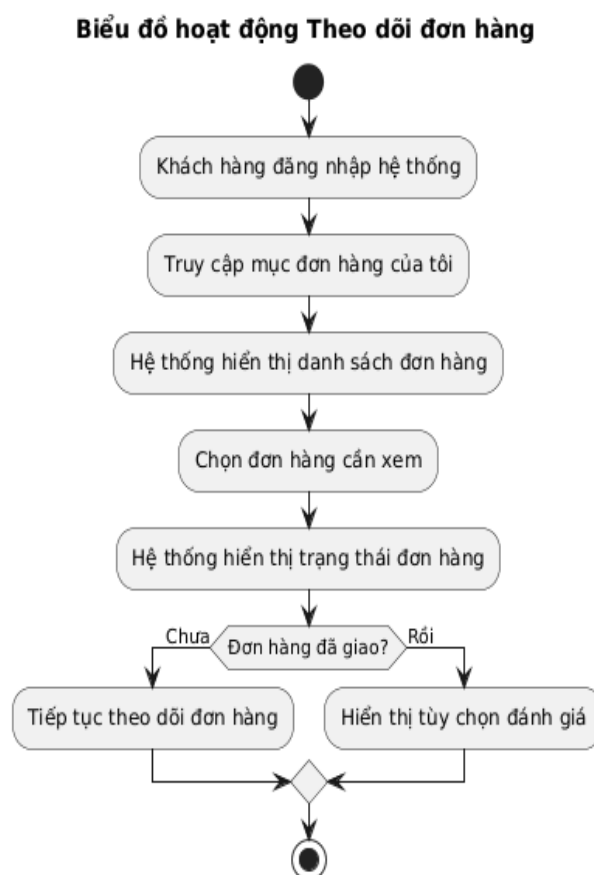 Biểu đồ hoạt động Theo dõi đơn hàng
Khách hàng đăng nhập hệ thống
Truy cập mục đơn hàng của tôi
Hệ thống hiển thị danh sách đơn hàng
Chọn đơn hàng cần xem
Hệ thống hiển thị trạng thái đơn hàng
Chưa
Đơn hàng đã giao?
Rồi
Tiếp tục theo dõi đơn hàng
Hiển thị tùy chọn đánh giá